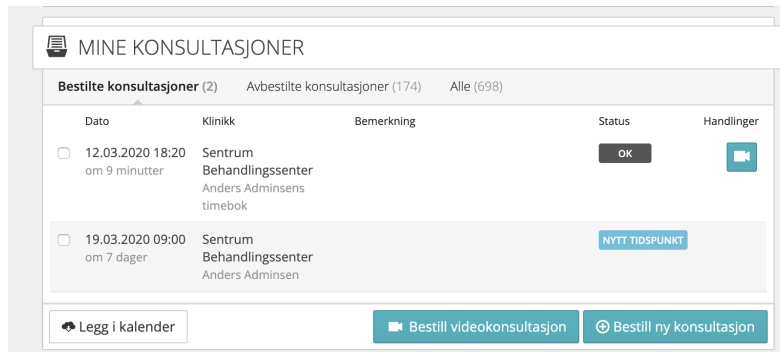 MINE KONSULTASJONER
Bestilte konsultasjoner (2) Avbestilte konsultasjoner (174) Alle (698)
Dato Klinikk Bemerkning Status Handlinger
12.03.2020 18:20 Sentrum OK
om 9 minutter Behandlingssenter
Anders Adminsens
timebok
19.03.2020 09:00 Sentrum NYTT TIDSPUNKT
om 7 dager Behandlingssenter
Anders Adminsen
Legg i kalender Bestill videokonsultasjon Bestill ny konsultasjon